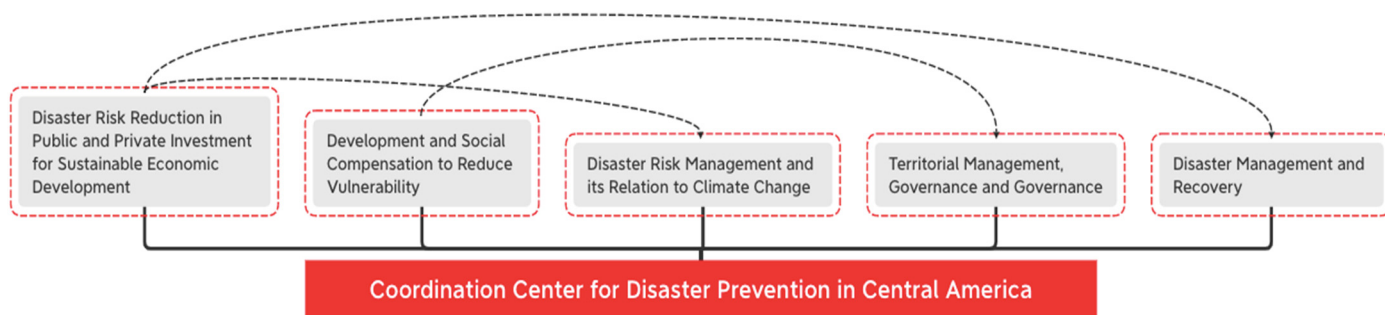 Disaster Risk Reduction in
Public and Private Investment
for Sustainable Economic
Development
Development and Social
Compensation to Reduce
Vulnerability
Disaster Risk Management and
its Relation to Climate Change
Territorial Management,
Governance and Governance
Disaster Management and
Recovery
Coordination Center for Disaster Prevention in Central America